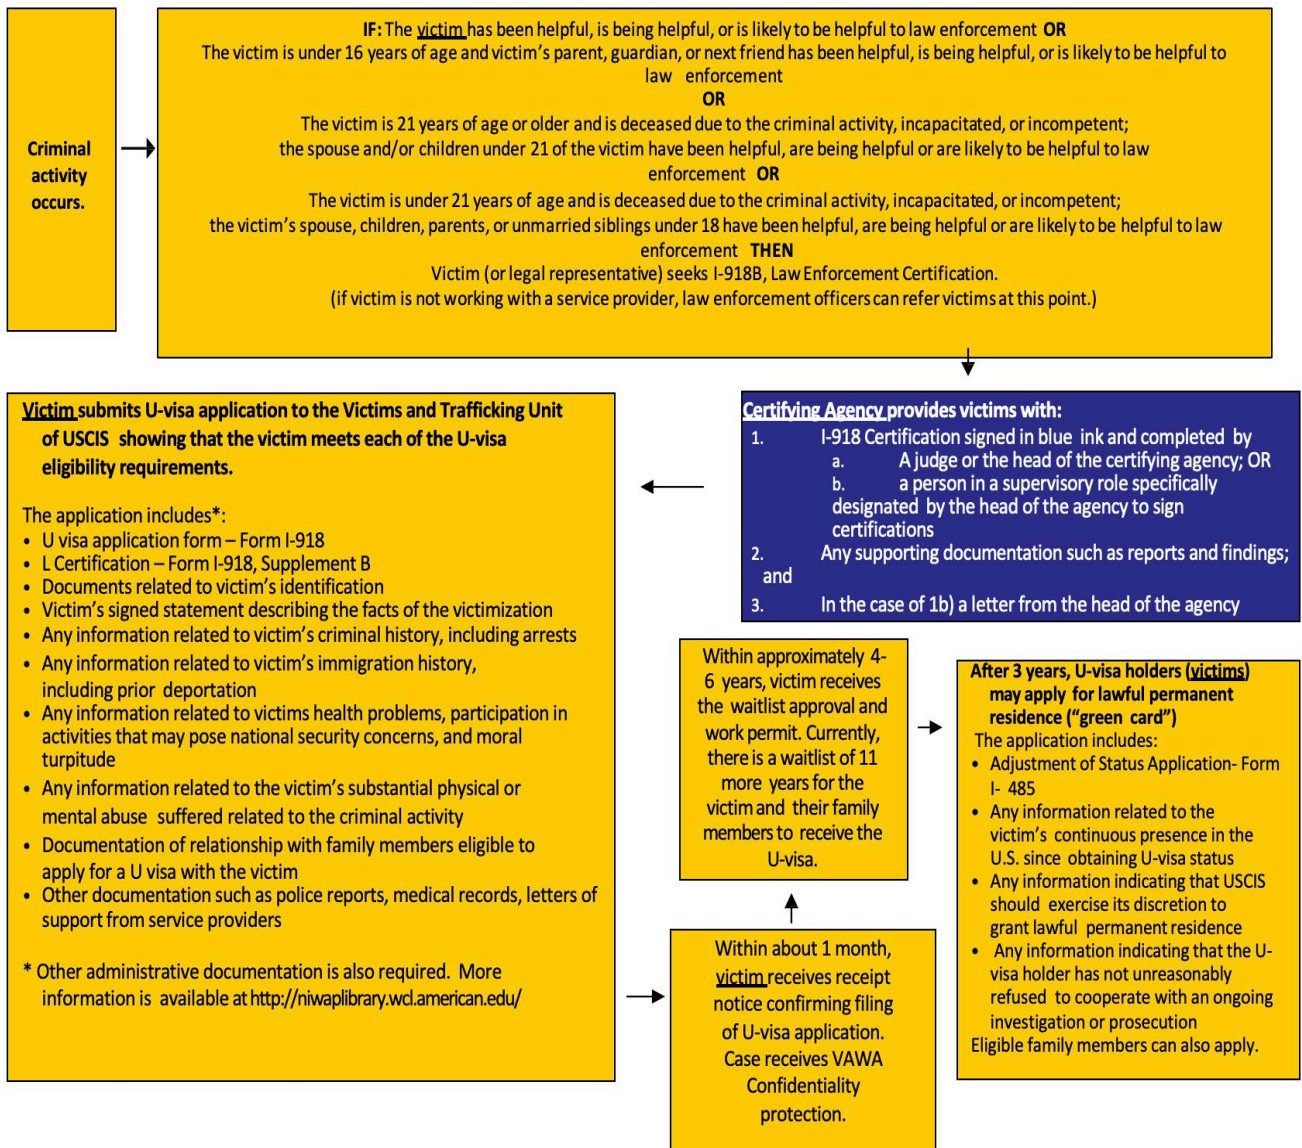 Criminal
activity
occurs.
IF: The victim has been helpful, is being helpful, or is likely to be helpful to law enforcement OR
The victim is under 16 years of age and victim's parent, guardian, or next friend has been helpful, is being helpful, or is likely to be helpful to
law enforcement
OR
The victim is 21 years of age or older and is deceased due to the criminal activity, incapacitated, or incompetent;
the spouse and/or children under 21 of the victim have been helpful, are being helpful or are likely to be helpful to law
enforcement OR
The victim is under 21 years of age and is deceased due to the criminal activity, incapacitated, or incompetent;
the victim's spouse, children, parents, or unmarried siblings under 18 have been helpful, are being helpful or are likely to be helpful to law
enforcement THEN
Victim (or legal representative) seeks I-918B, Law Enforcement Certification.
(if victim is not working with a service provider, law enforcement officers can refer victims at this point.)
Certifying Agency provides victims with:
1. I-918 Certification signed in blue ink and completed by
a. A judge or the head of the certifying agency; OR
b. a person in a supervisory role specifically
designated by the head of the agency to sign
certifications
2. Any supporting documentation such as reports and findings;
and
3. In the case of 1b) a letter from the head of the agency
Victim submits U-visa application to the Victims and Trafficking Unit
of USCIS showing that the victim meets each of the U-visa
eligibility requirements.
The application includes*:
• U visa application form – Form I-918
• L Certification – Form I-918, Supplement B
• Documents related to victim's identification
• Victim's signed statement describing the facts of the victimization
• Any information related to victim's criminal history, including arrests
• Any information related to victim's immigration history,
including prior deportation
• Any information related to victims health problems, participation in
activities that may pose national security concerns, and moral
turpitude
• Any information related to the victim's substantial physical or
mental abuse suffered related to the criminal activity
• Documentation of relationship with family members eligible to
apply for a U visa with the victim
• Other documentation such as police reports, medical records, letters of
support from service providers
* Other administrative documentation is also required. More
information is available at http://niwaplibrary.wcl.american.edu/
Within about 1 month,
victim receives receipt
notice confirming filing
of U-visa application.
Case receives VAWA
Confidentiality
protection.
Within approximately 4-
6 years, victim receives
the waitlist approval and
work permit. Currently,
there is a waitlist of 11
more years for the
victim and their family
members to receive the
U-visa.
After 3 years, U-visa holders (victims)
may apply for lawful permanent
residence ("green card")
The application includes:
• Adjustment of Status Application- Form
I- 485
• Any information related to the
victim's continuous presence in the
U.S. since obtaining U-visa status
• Any information indicating that USCIS
should exercise its discretion to
grant lawful permanent residence
• Any information indicating that the U-
visa holder has not unreasonably
refused to cooperate with an ongoing
investigation or prosecution
Eligible family members can also apply.